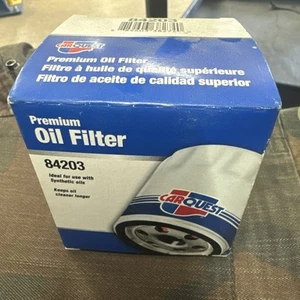 84203
CARQUEST
Premium Oil Filter
Filtre à huile de qualité supérieure
Filtro de aceite de calidad superior
Premium
Oil Filter
84203
Ideal for use with
Synthetic oils
Keeps oil
cleaner longer
CARQUEST